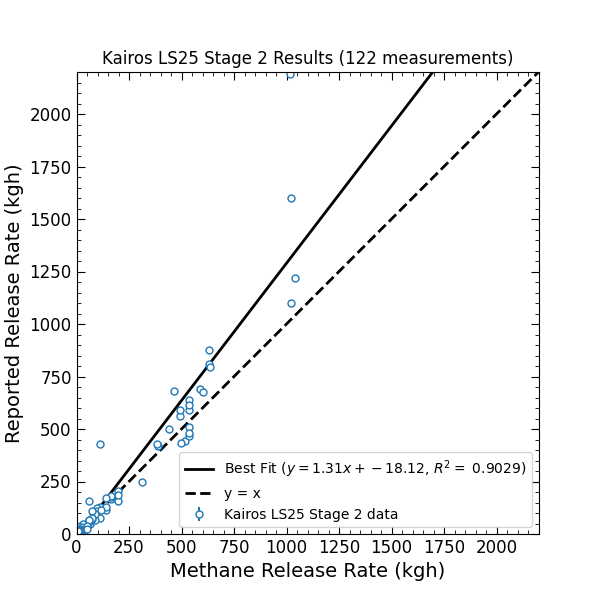 Kairos LS25 Stage 2 Results (122 measurements)
Reported Release Rate (kgh)
2000
1750
1500
1250
1000
750
500
250
0
Best Fit (y = 1.31x + −18.12, R² = 0.9029)
y = x
Kairos LS25 Stage 2 data
0 250 500 750 1000 1250 1500 1750 2000
Methane Release Rate (kgh)